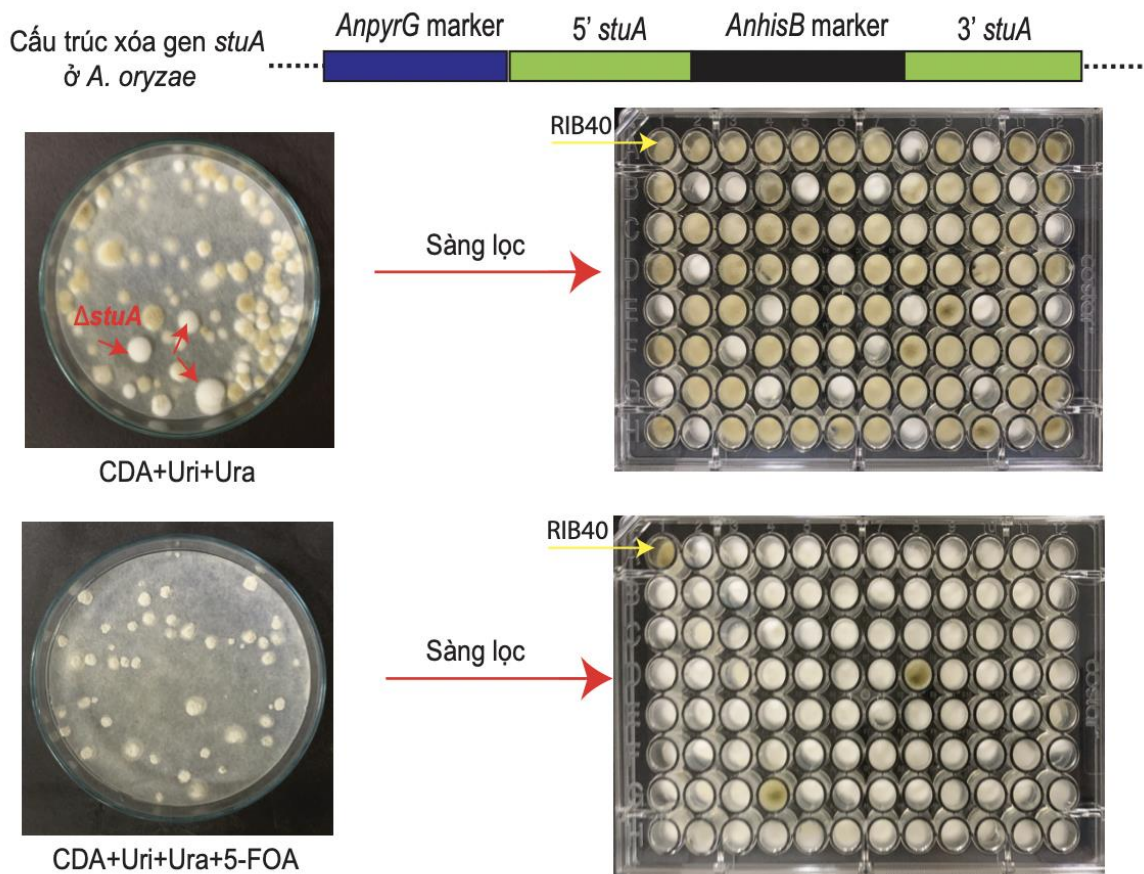 AnpyrG marker 5' stuA AnhisB marker 3' stuA
Cấu trúc xóa gen stuA
ở A. oryzae
RIB40
Sàng lọc
ΔstuA
CDA+Uri+Ura
RIB40
Sàng lọc
CDA+Uri+Ura+5-FOA